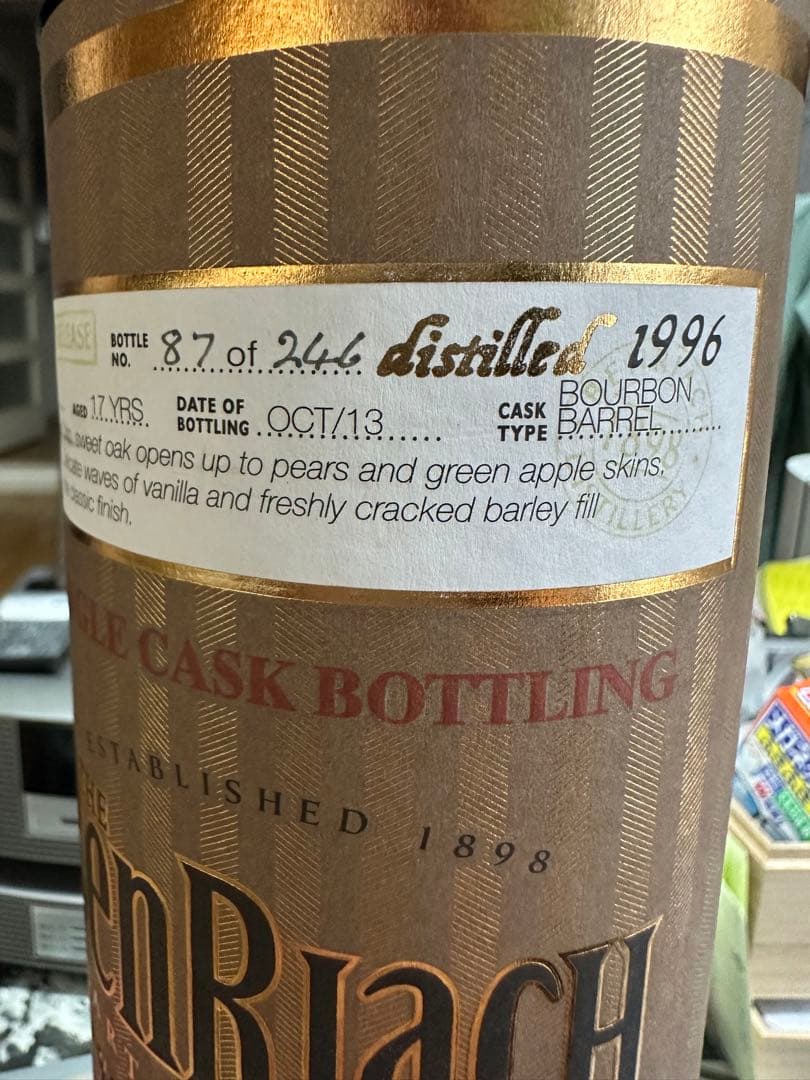 BOTTLE NO. 87 of 246 distilled 1996
AGED 17 YRS DATE OF BOTTLING OCT/13 CASK TYPE BOURBON BARREL
sweet oak opens up to pears and green apple skins,
waves of vanilla and freshly cracked barley fill
classic finish.
CASK BOTTLING
ESTABLISHED 1898
THE
enRIACH